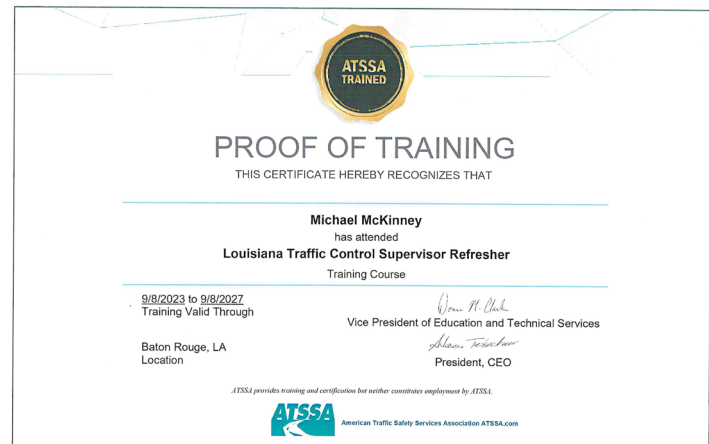 ATSSA
TRAINED
PROOF OF TRAINING
THIS CERTIFICATE HEREBY RECOGNIZES THAT
Michael McKinney
has attended
Louisiana Traffic Control Supervisor Refresher
Training Course
9/8/2023 to 9/8/2027
Training Valid Through
Vice President of Education and Technical Services
Baton Rouge, LA
Location
President, CEO
ATSSA provides training and certification but neither constitutes employment by ATSSA.
ATSSA
American Traffic Safety Services Association ATSSA.com